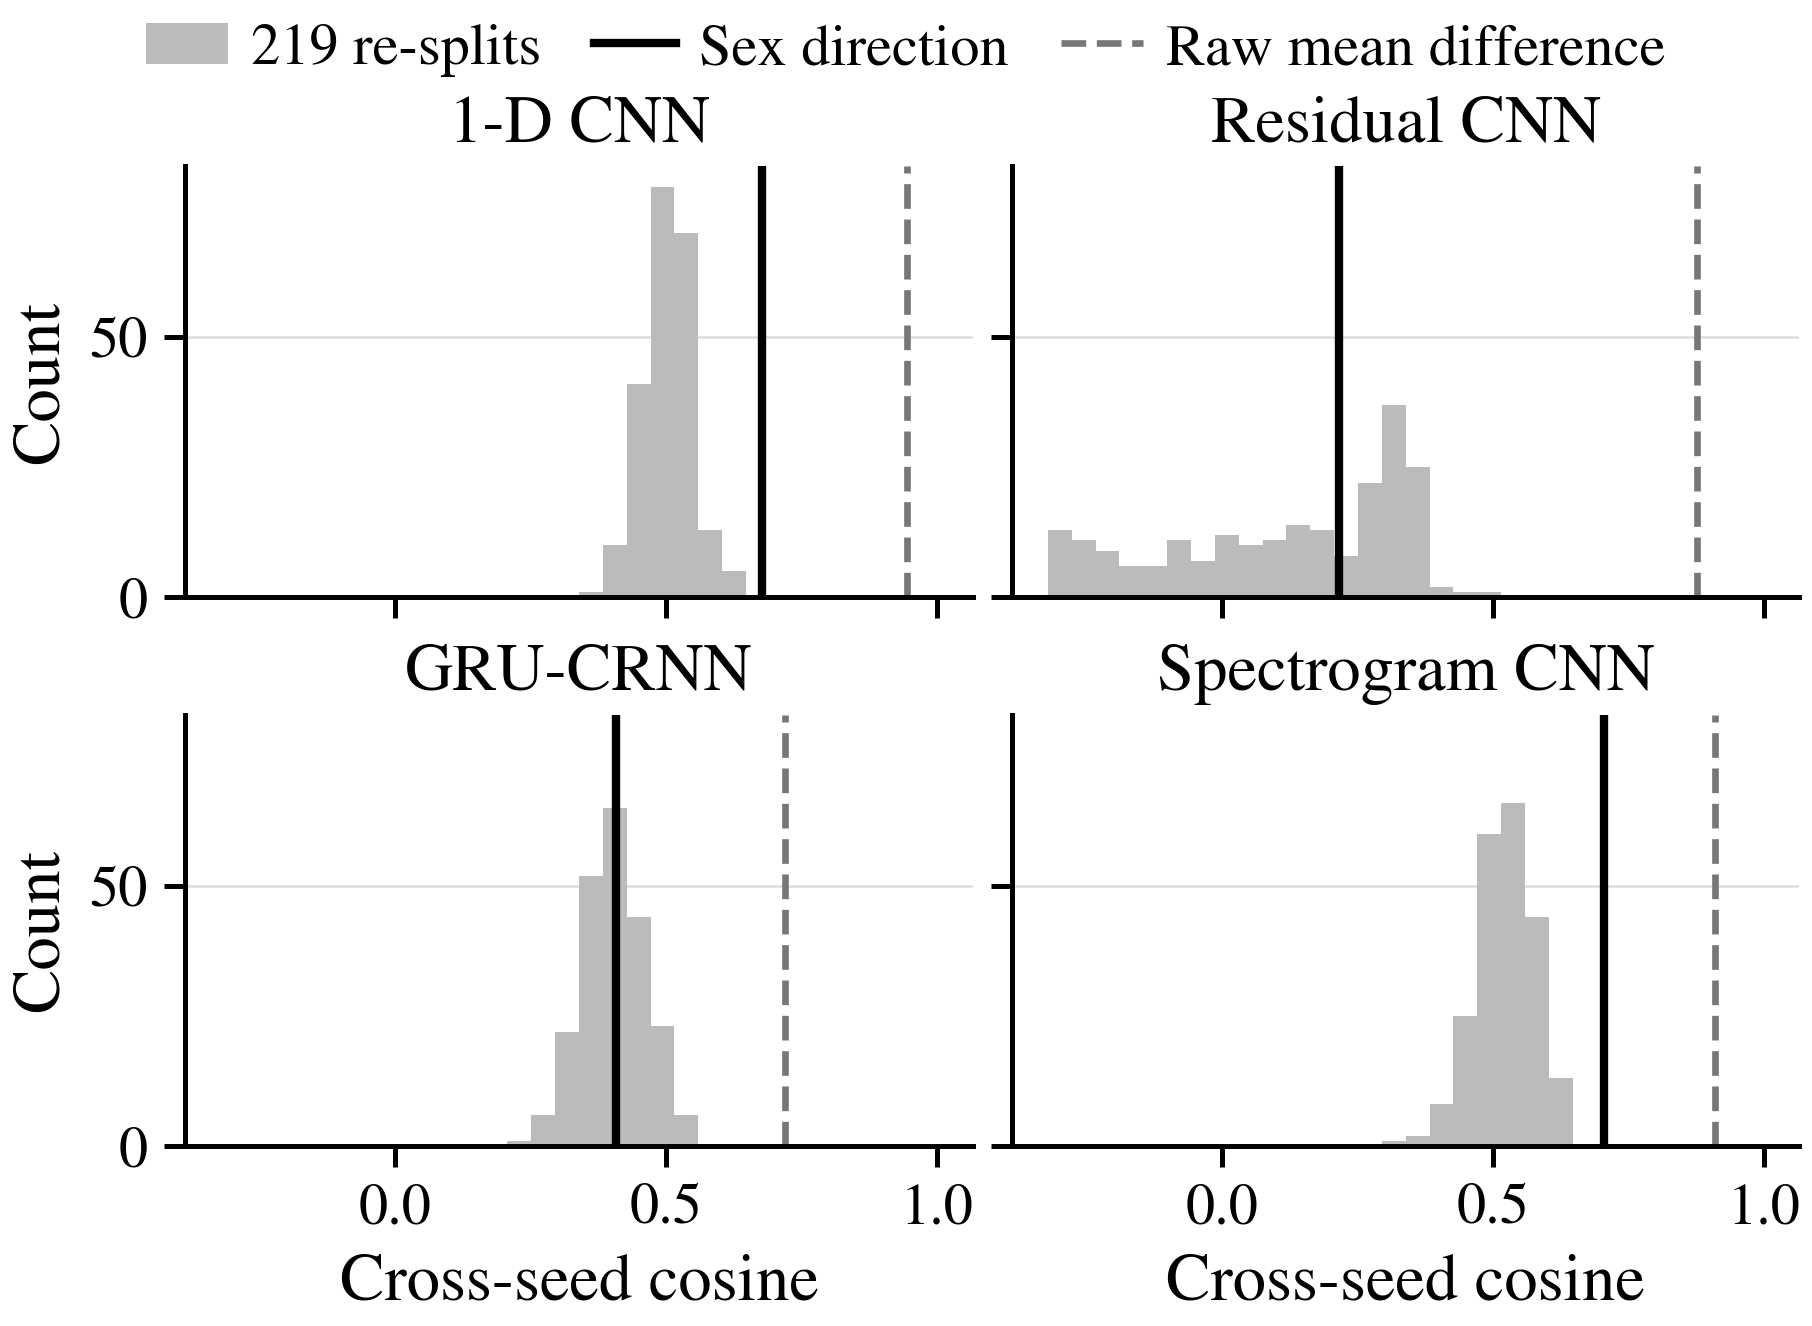 219 re-splits Sex direction Raw mean difference
1-D CNN Residual CNN
Count
50
0
GRU-CRNN Spectrogram CNN
Count
50
0
0.0 0.5 1.0 0.0 0.5 1.0
Cross-seed cosine Cross-seed cosine